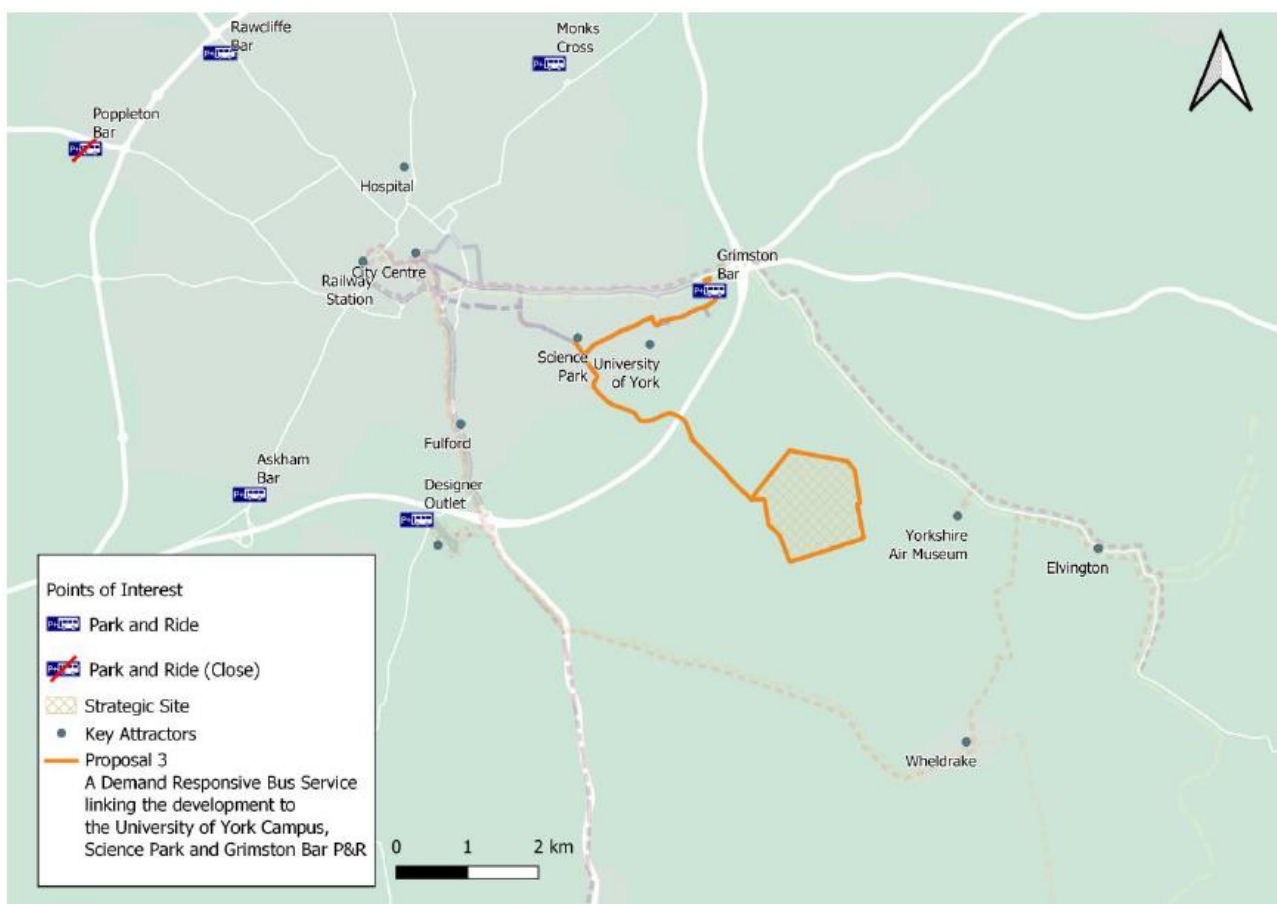 Rawcliffe
Bar
Monks
Cross
P+
P+
Poppleton
Bar
P+
Hospital
Grimston
Bar
City Centre
Railway
Station
P+
Science
Park
University
of York
Fulford
Askham
Bar
Designer
Outlet
P+
P+
Yorkshire
Air Museum
Elvington
Wheldrake
Points of Interest
P+ Park and Ride
P+ Park and Ride (Close)
Strategic Site
Key Attractors
Proposal 3
A Demand Responsive Bus Service
linking the development to
the University of York Campus,
Science Park and Grimston Bar P&R
0 1 2 km